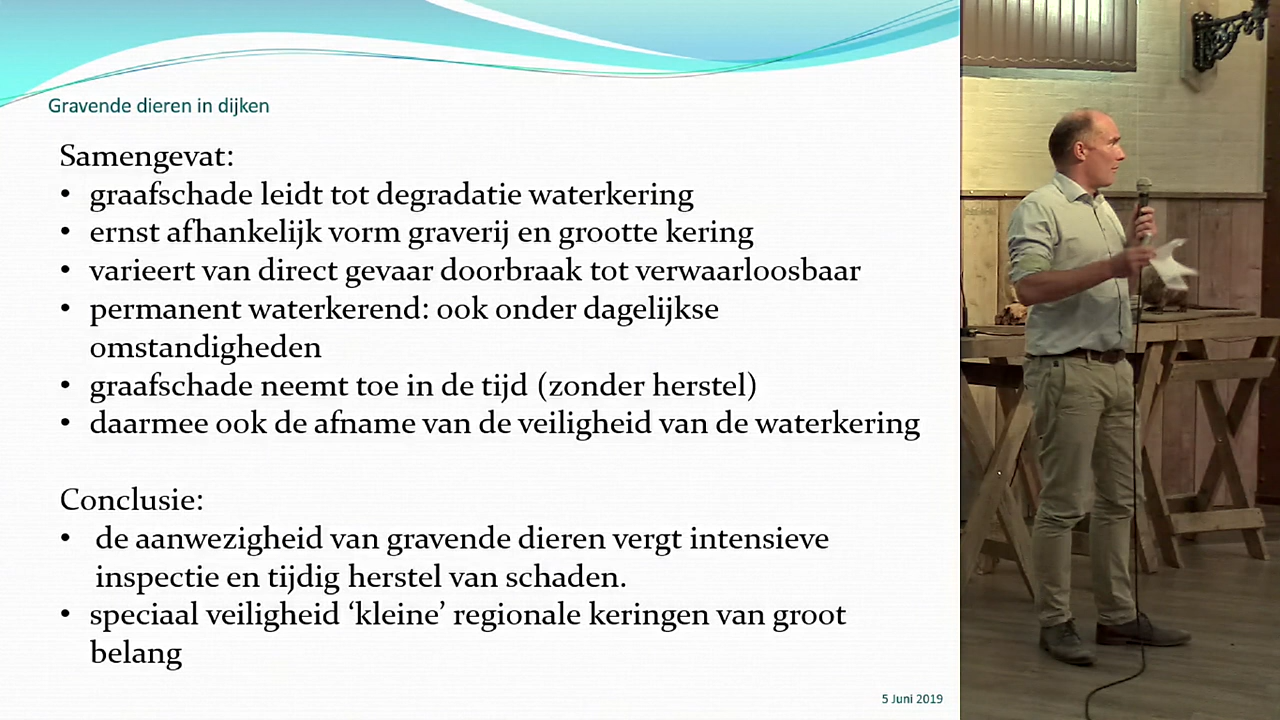 Gravende dieren in dijken
Samengevat:
• graafschade leidt tot degradatie waterkering
• ernst afhankelijk vorm graverij en grootte kering
• varieert van direct gevaar doorbraak tot verwaarloosbaar
• permanent waterkerend: ook onder dagelijkse
omstandigheden
• graafschade neemt toe in de tijd (zonder herstel)
• daarmee ook de afname van de veiligheid van de waterkering
Conclusie:
• de aanwezigheid van gravende dieren vergt intensieve
inspectie en tijdig herstel van schaden.
• speciaal veiligheid ‘kleine’ regionale keringen van groot
belang
5 Juni 2019